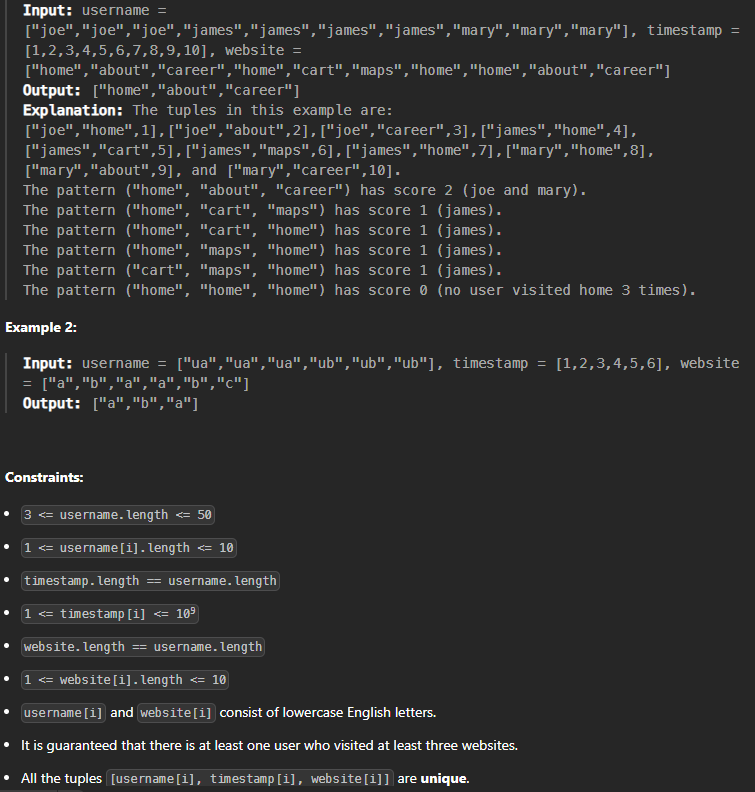 Input: username =
["joe","joe","joe","james","james","james","james","mary","mary","mary"], timestamp =
[1,2,3,4,5,6,7,8,9,10], website =
["home","about","career","home","cart","maps","home","home","about","career"]
Output: ["home","about","career"]
Explanation: The tuples in this example are:
["joe","home",1],["joe","about",2],["joe","career",3],["james","home",4],
["james","cart",5],["james","maps",6],["james","home",7],["mary","home",8],
["mary","about",9], and ["mary","career",10].
The pattern ("home", "about", "career") has score 2 (joe and mary).
The pattern ("home", "cart", "maps") has score 1 (james).
The pattern ("home", "cart", "home") has score 1 (james).
The pattern ("home", "maps", "home") has score 1 (james).
The pattern ("cart", "maps", "home") has score 1 (james).
The pattern ("home", "home", "home") has score 0 (no user visited home 3 times).
Example 2:
Input: username = ["ua","ua","ua","ub","ub","ub"], timestamp = [1,2,3,4,5,6], website
= ["a","b","a","a","b","c"]
Output: ["a","b","a"]
Constraints:
• 3 <= username.length <= 50
• 1 <= username[i].length <= 10
• timestamp.length == username.length
• 1 <= timestamp[i] <= 10⁹
• website.length == username.length
• 1 <= website[i].length <= 10
• username[i] and website[i] consist of lowercase English letters.
• It is guaranteed that there is at least one user who visited at least three websites.
• All the tuples [username[i], timestamp[i], website[i]] are unique.